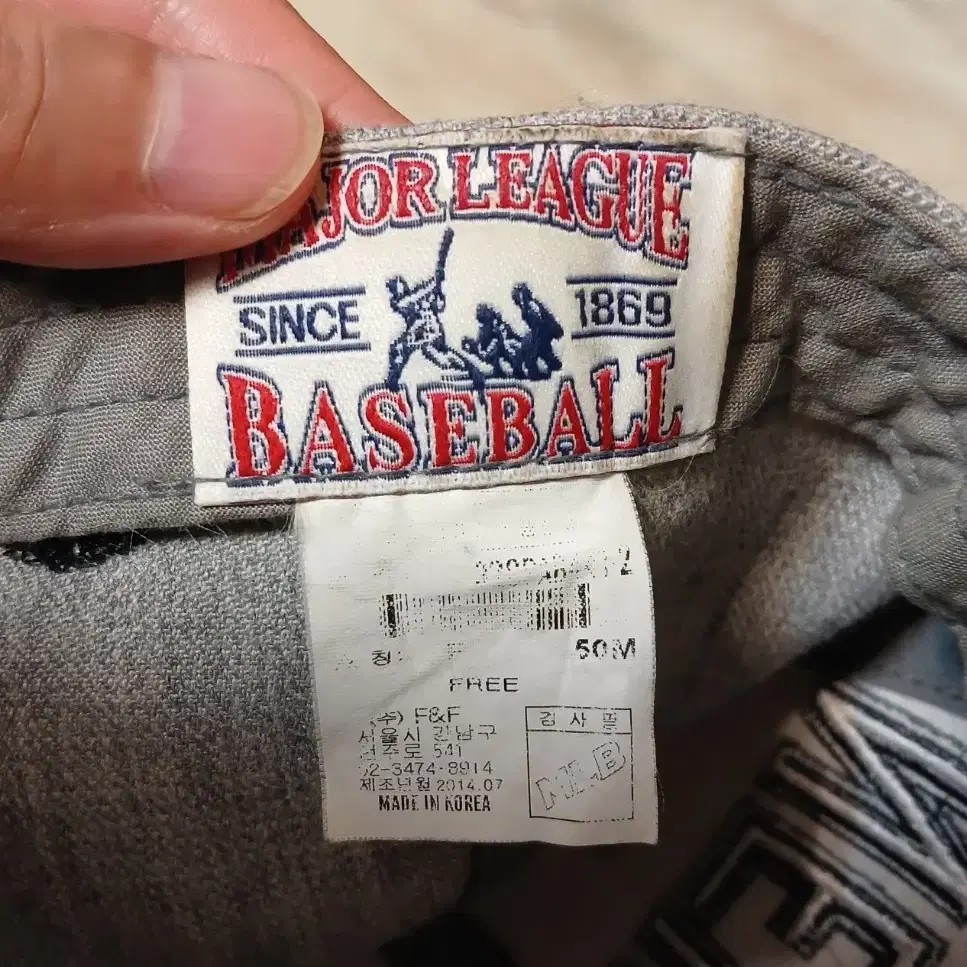 MAJOR LEAGUE
SINCE 1869
BASEBALL
50M
FREE
(주) F&F
서울시 강남구
언주로 541
02-3474-8914
제조년월 2014.07
MADE IN KOREA
검 사 필
MLB